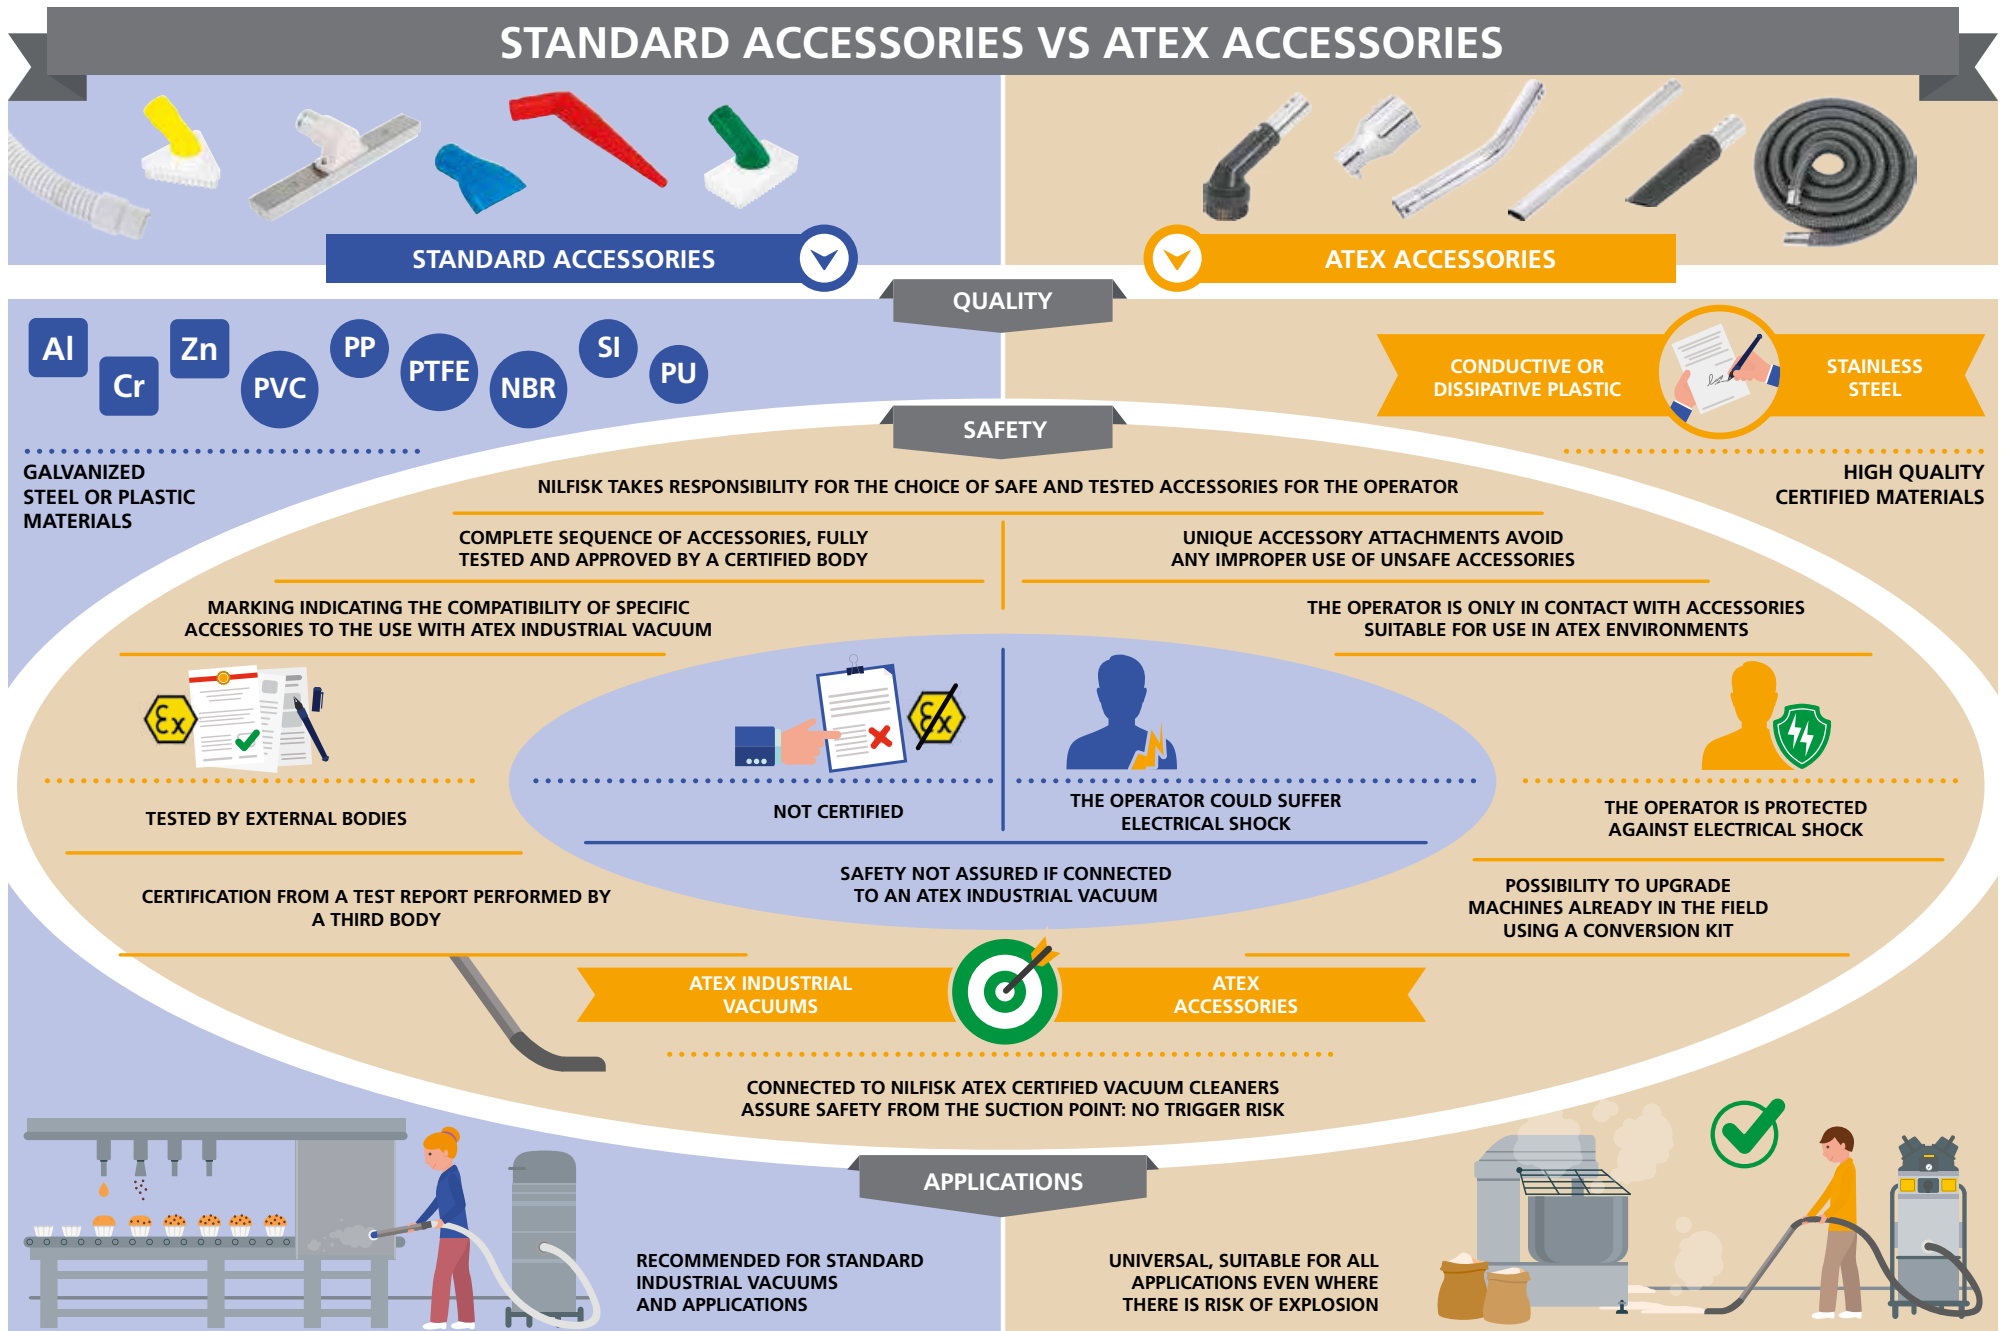 STANDARD ACCESSORIES VS ATEX ACCESSORIES
STANDARD ACCESSORIES
ATEX ACCESSORIES
QUALITY
Al
Cr
Zn
PVC
PP
PTFE
NBR
SI
PU
GALVANIZED
STEEL OR PLASTIC
MATERIALS
CONDUCTIVE OR
DISSIPATIVE PLASTIC
STAINLESS
STEEL
HIGH QUALITY
CERTIFIED MATERIALS
SAFETY
NILFISK TAKES RESPONSIBILITY FOR THE CHOICE OF SAFE AND TESTED ACCESSORIES FOR THE OPERATOR
COMPLETE SEQUENCE OF ACCESSORIES, FULLY
TESTED AND APPROVED BY A CERTIFIED BODY
UNIQUE ACCESSORY ATTACHMENTS AVOID
ANY IMPROPER USE OF UNSAFE ACCESSORIES
MARKING INDICATING THE COMPATIBILITY OF SPECIFIC
ACCESSORIES TO THE USE WITH ATEX INDUSTRIAL VACUUM
THE OPERATOR IS ONLY IN CONTACT WITH ACCESSORIES
SUITABLE FOR USE IN ATEX ENVIRONMENTS
Ex
Ex
TESTED BY EXTERNAL BODIES
NOT CERTIFIED
THE OPERATOR COULD SUFFER
ELECTRICAL SHOCK
THE OPERATOR IS PROTECTED
AGAINST ELECTRICAL SHOCK
SAFETY NOT ASSURED IF CONNECTED
TO AN ATEX INDUSTRIAL VACUUM
CERTIFICATION FROM A TEST REPORT PERFORMED BY
A THIRD BODY
POSSIBILITY TO UPGRADE
MACHINES ALREADY IN THE FIELD
USING A CONVERSION KIT
ATEX INDUSTRIAL
VACUUMS
ATEX
ACCESSORIES
CONNECTED TO NILFISK ATEX CERTIFIED VACUUM CLEANERS
ASSURE SAFETY FROM THE SUCTION POINT: NO TRIGGER RISK
APPLICATIONS
RECOMMENDED FOR STANDARD
INDUSTRIAL VACUUMS
AND APPLICATIONS
UNIVERSAL, SUITABLE FOR ALL
APPLICATIONS EVEN WHERE
THERE IS RISK OF EXPLOSION